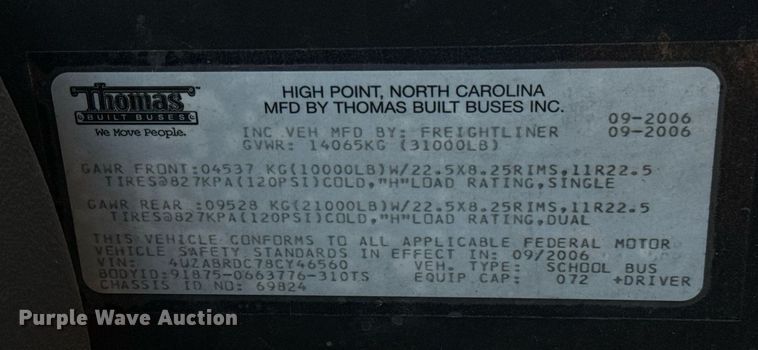 Thomas
BUILT BUSES
We Move People.
HIGH POINT, NORTH CAROLINA
MFD BY THOMAS BUILT BUSES INC. 09-2006
INC VEH MFD BY: FREIGHTLINER 09-2006
GVWR: 14065KG (31000LB)
GAWR FRONT:04537 KG(10000LB)W/22.5X8.25RIMS,11R22.5
TIRES@827KPA(120PSI)COLD,"H"LOAD RATING,SINGLE
GAWR REAR :09528 KG(21000LB)W/22.5X8.25RIMS,11R22.5
TIRES@827KPA(120PSI)COLD,"H"LOAD RATING,DUAL
THIS VEHICLE CONFORMS TO ALL APPLICABLE FEDERAL MOTOR
VEHICLE SAFETY STANDARDS IN EFFECT IN: 09/2006
VIN: 4UZABRDC78CY46560 VEH. TYPE: SCHOOL BUS
BODYID:91875-0663776-310TS EQUIP CAP: 072 +DRIVER
CHASSIS ID NO: 69824
Purple Wave Auction